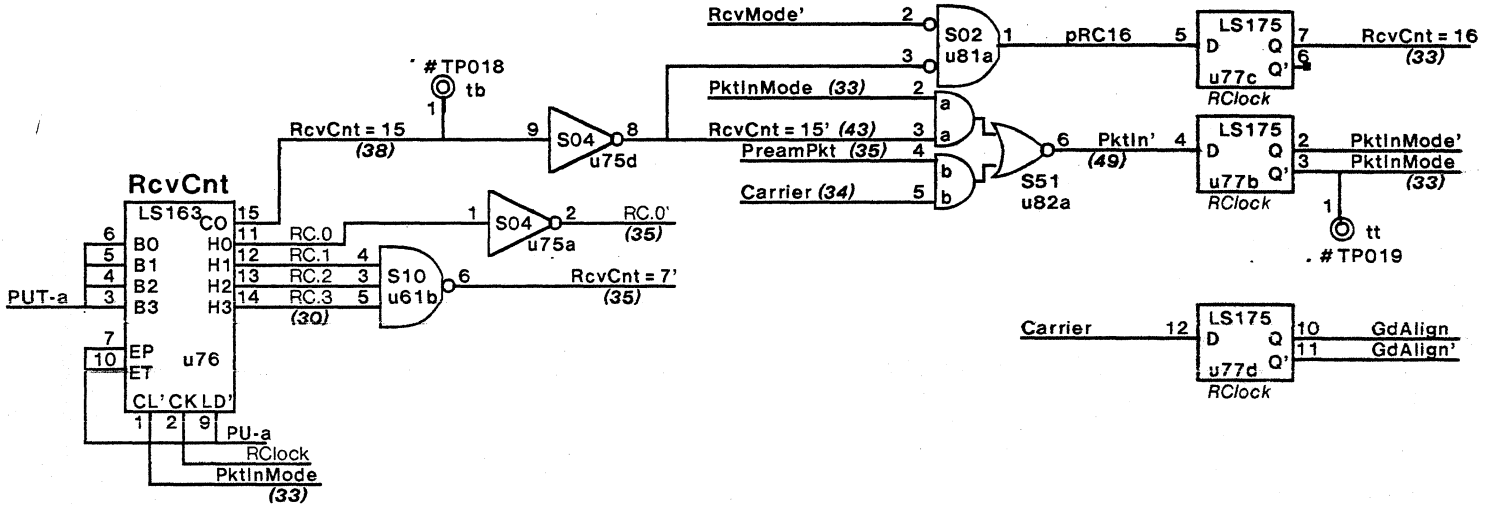 RcvMode' 2
S02
u81a
1 pRC16 5
LS175
D Q
7 RcvCnt = 16
(33)
6
Q'
u77c
RClock
3
#TP018
tb
1
PktInMode (33) 2
a
RcvCnt = 15
(38)
9
S04
8
u75d
RcvCnt = 15' (43) 3
a
PreamPkt (35) 4
b
Carrier (34) 5
b
S51
u82a
6 PktIn' 4
(49)
LS175
D Q
2 PktInMode'
3 PktInMode
(33)
Q'
u77b
RClock
1
tt
#TP019
RcvCnt
LS163
CO 15
6 B0 H0 11 RC.0
5 B1 H1 12 RC.1 4
4 B2 H2 13 RC.2 3
PUT-a 3 B3 H3 14 RC.3 5
(30)
1
S04
2 RC.0'
(35)
u75a
S10
u61b
6 RcvCnt = 7'
(35)
7 EP
10 ET
u76
CL' CK LD'
1 2 9
PU-a
RClock
PktInMode
(33)
Carrier 12
LS175
D Q
10 GdAlign
11 GdAlign'
Q'
u77d
RClock